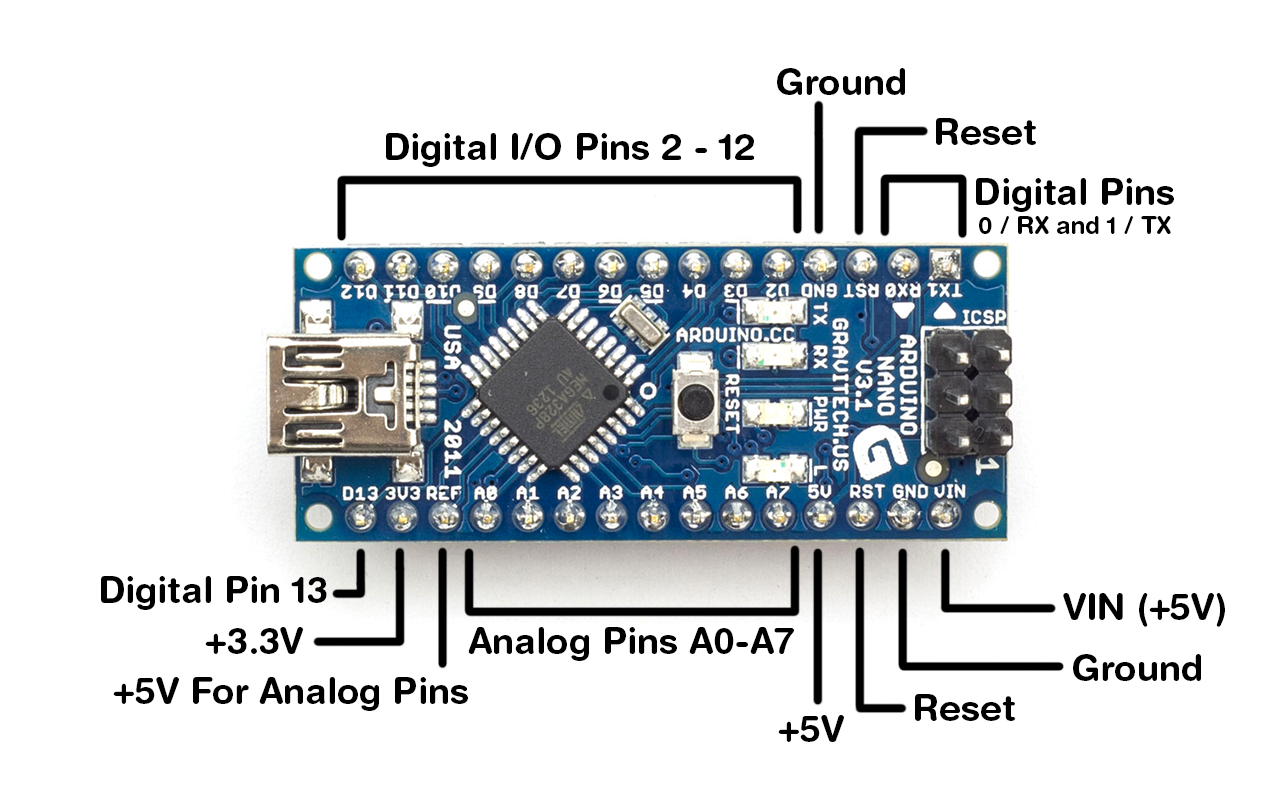 Ground
Reset
Digital I/O Pins 2 - 12
Digital Pins
0 / RX and 1 / TX
D12 D11 D10 D9 D8 D7 D6 D5 D4 D3 D2 GND RST RX0 TX1
ICSP
ARDUINO.CC
TX
RX
PWR
L
USA
2011
MEGA328P
AU 1236
RESET
GRAVITECH.US
ARDUINO
NANO
V3.1
G
1
D13 3V3 REF A0 A1 A2 A3 A4 A5 A6 A7 5V RST GND VIN
Digital Pin 13
+3.3V
+5V For Analog Pins
Analog Pins A0-A7
+5V
Reset
Ground
VIN (+5V)